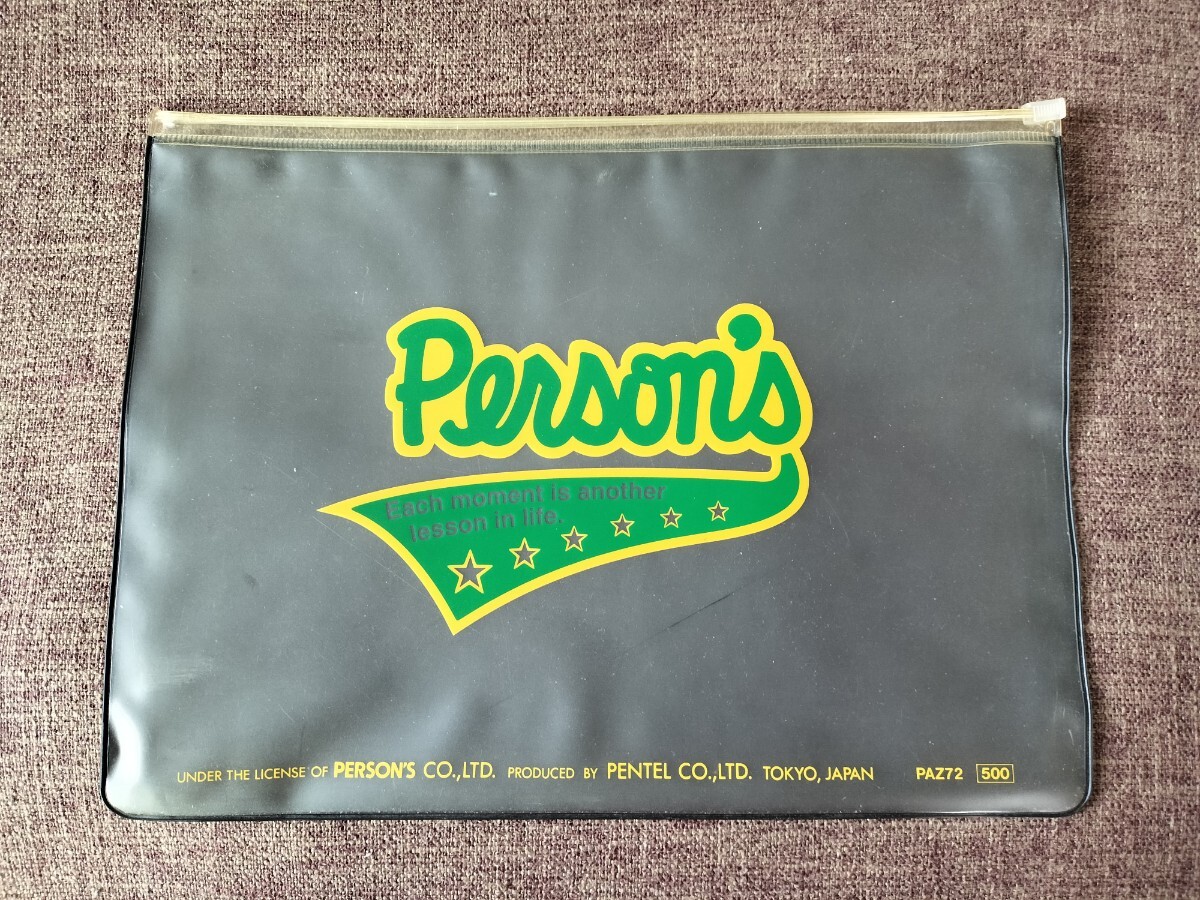 Person's
Each moment is another
lesson in life.
UNDER THE LICENSE OF PERSON'S CO.,LTD. PRODUCED BY PENTEL CO.,LTD. TOKYO, JAPAN PAZ72 500